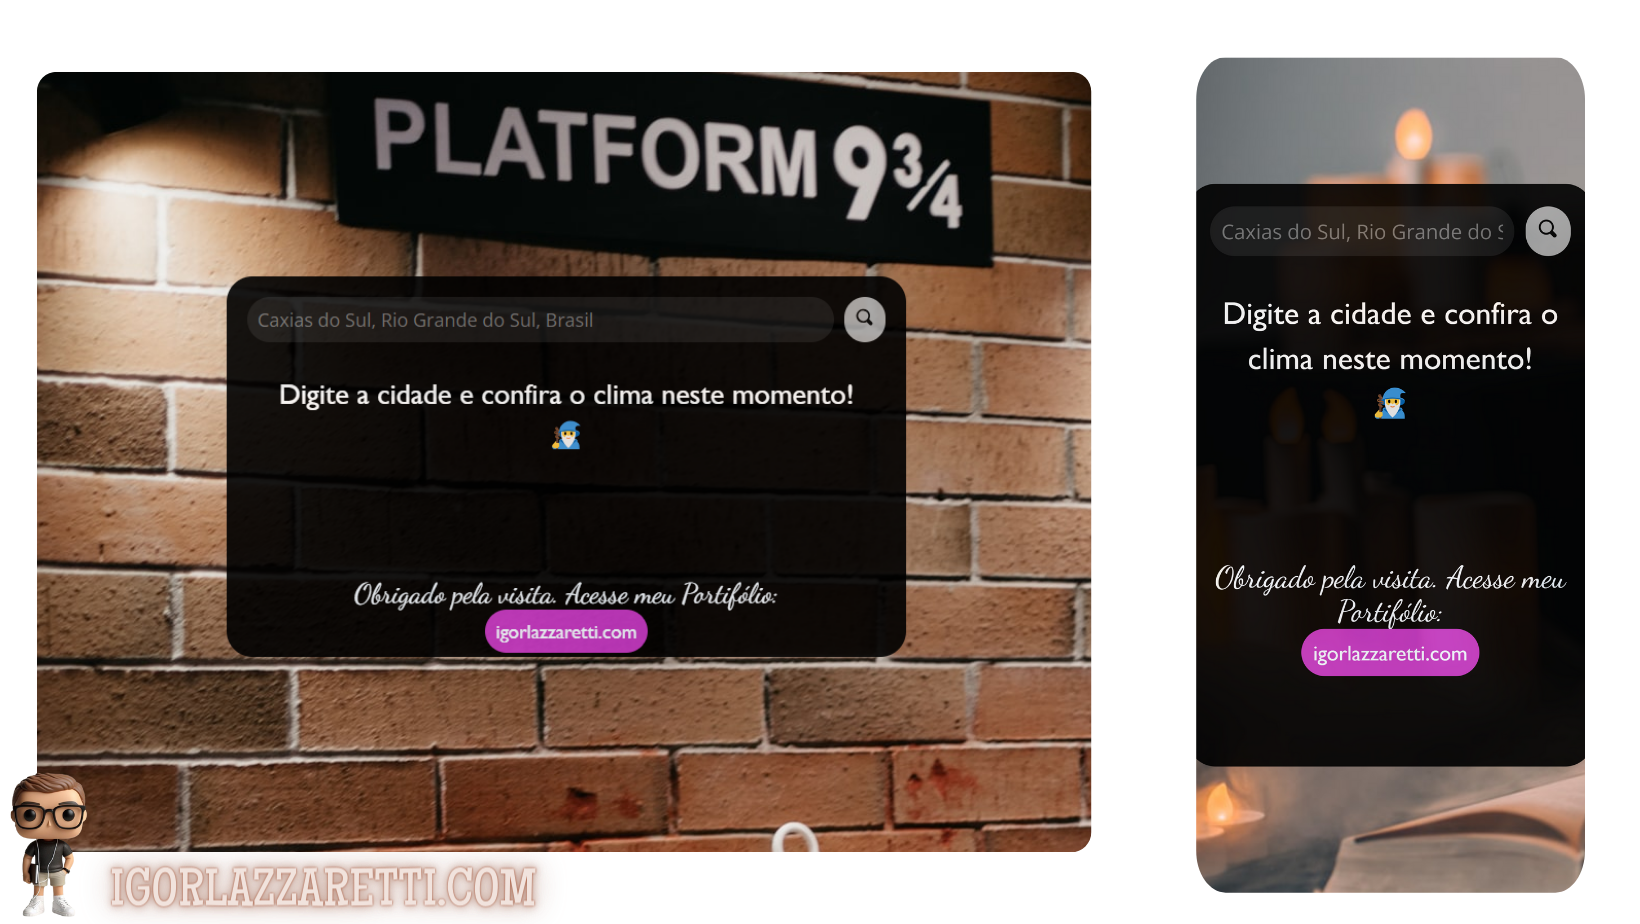 PLATFORM 9¾
Caxias do Sul, Rio Grande do Sul, Brasil
Digite a cidade e confira o clima neste momento!
Obrigado pela visita. Acesse meu Portifólio:
igorlazzaretti.com
Caxias do Sul, Rio Grande do S
Digite a cidade e confira o
clima neste momento!
Obrigado pela visita. Acesse meu
Portifólio:
igorlazzaretti.com
IGORLAZZARETTI.COM